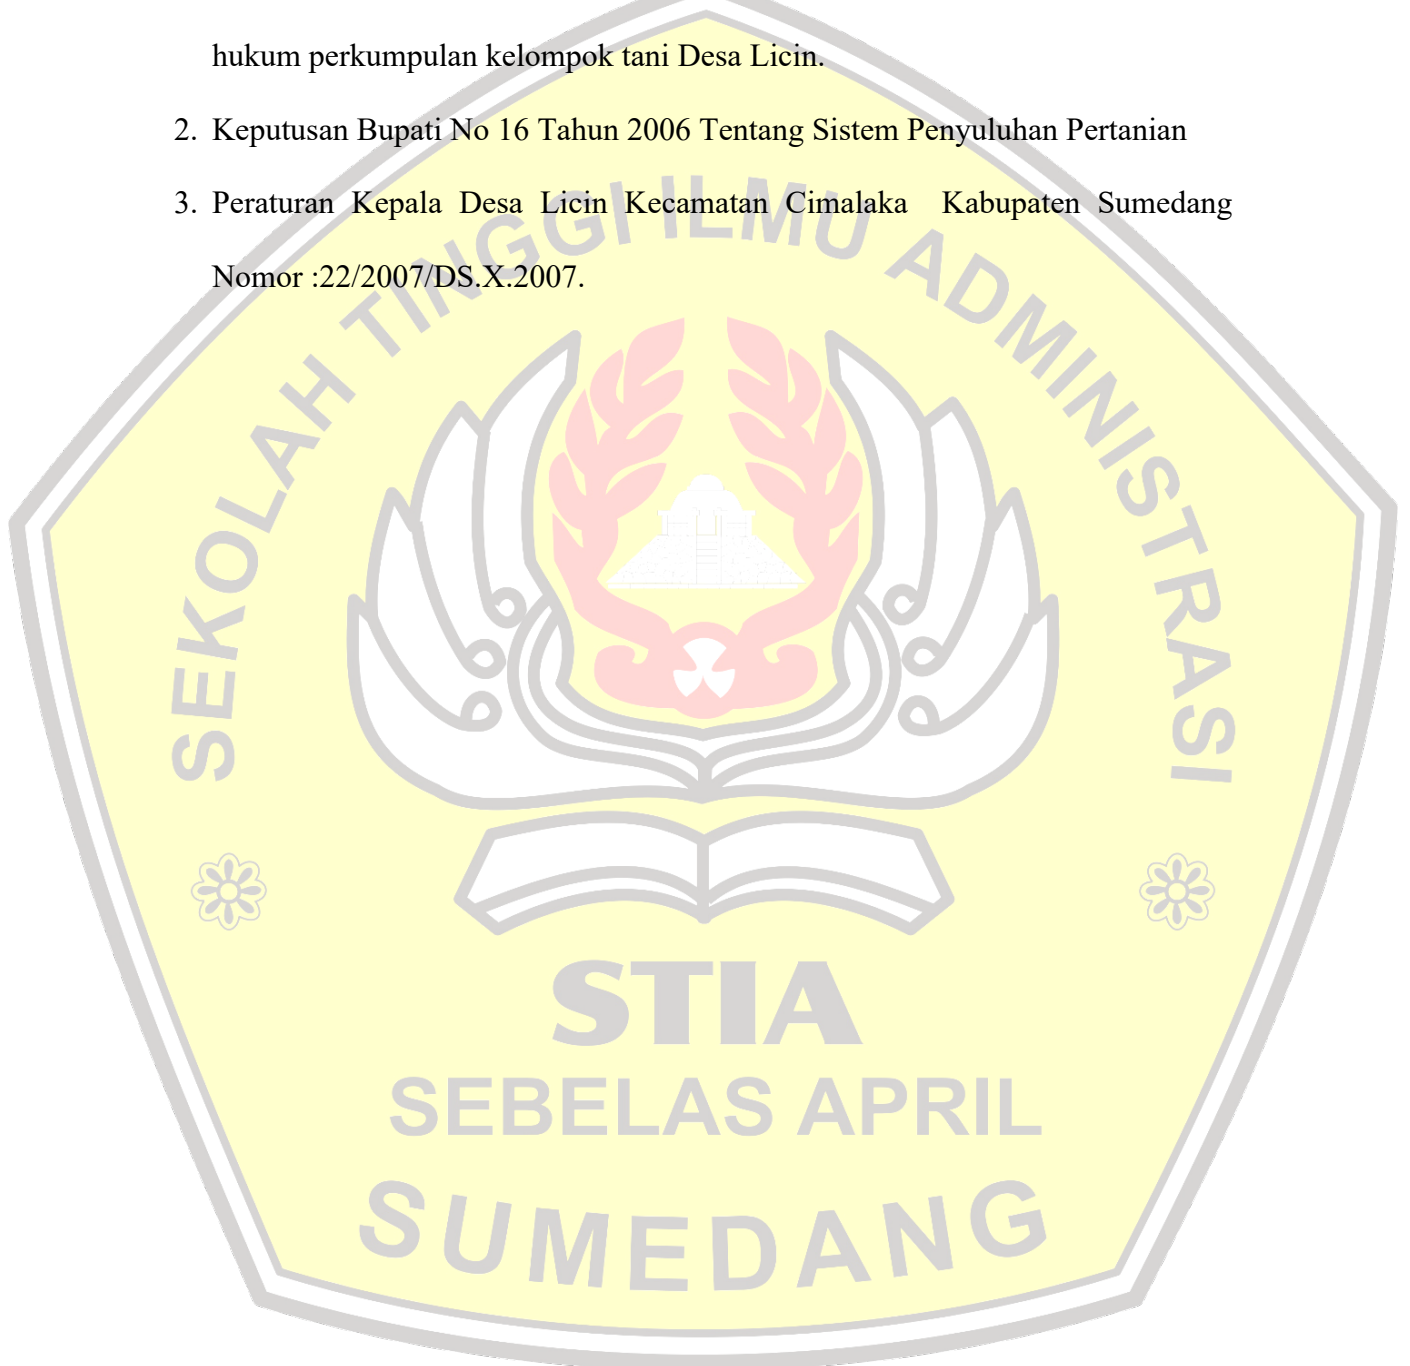 hukum perkumpulan kelompok tani Desa Licin.
2. Keputusan Bupati No 16 Tahun 2006 Tentang Sistem Penyuluhan Pertanian
3. Peraturan Kepala Desa Licin Kecamatan Cimalaka Kabupaten Sumedang
Nomor :22/2007/DS.X.2007.
SEKOLAH TINGGI ILMU ADMINISTRASI
STIA
SEBELAS APRIL
SUMEDANG